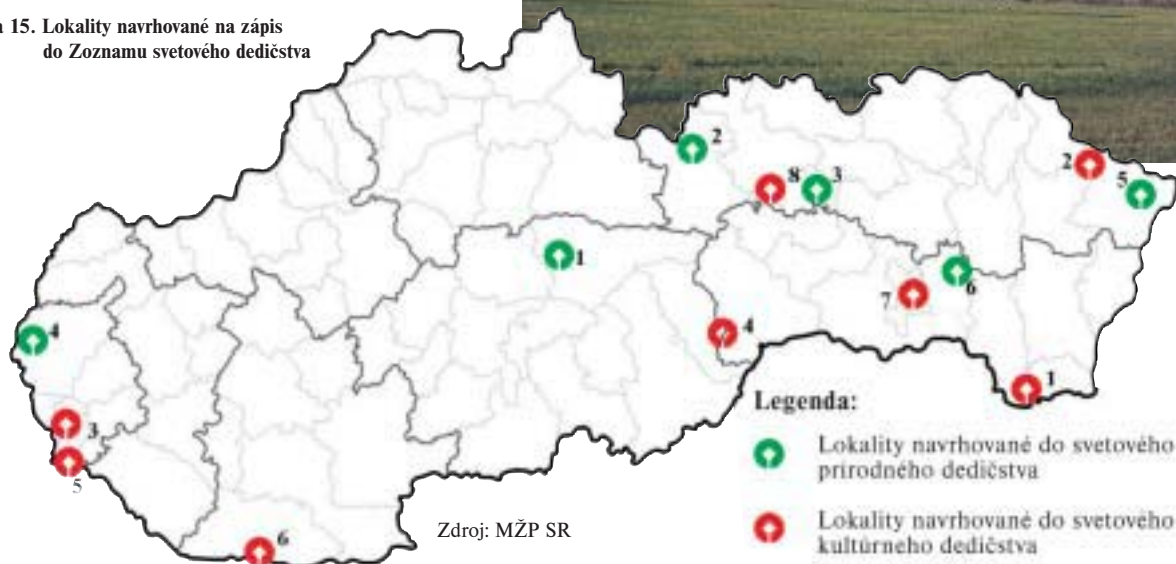 15. Lokality navrhované na zápis
do Zoznamu svetového dedičstva
2
2
8
3
5
1
6
7
4
4
1
3
5
6
Legenda:
Lokality navrhované do svetového
prírodného dedičstva
Zdroj: MŽP SR
Lokality navrhované do svetového
kultúrneho dedičstva